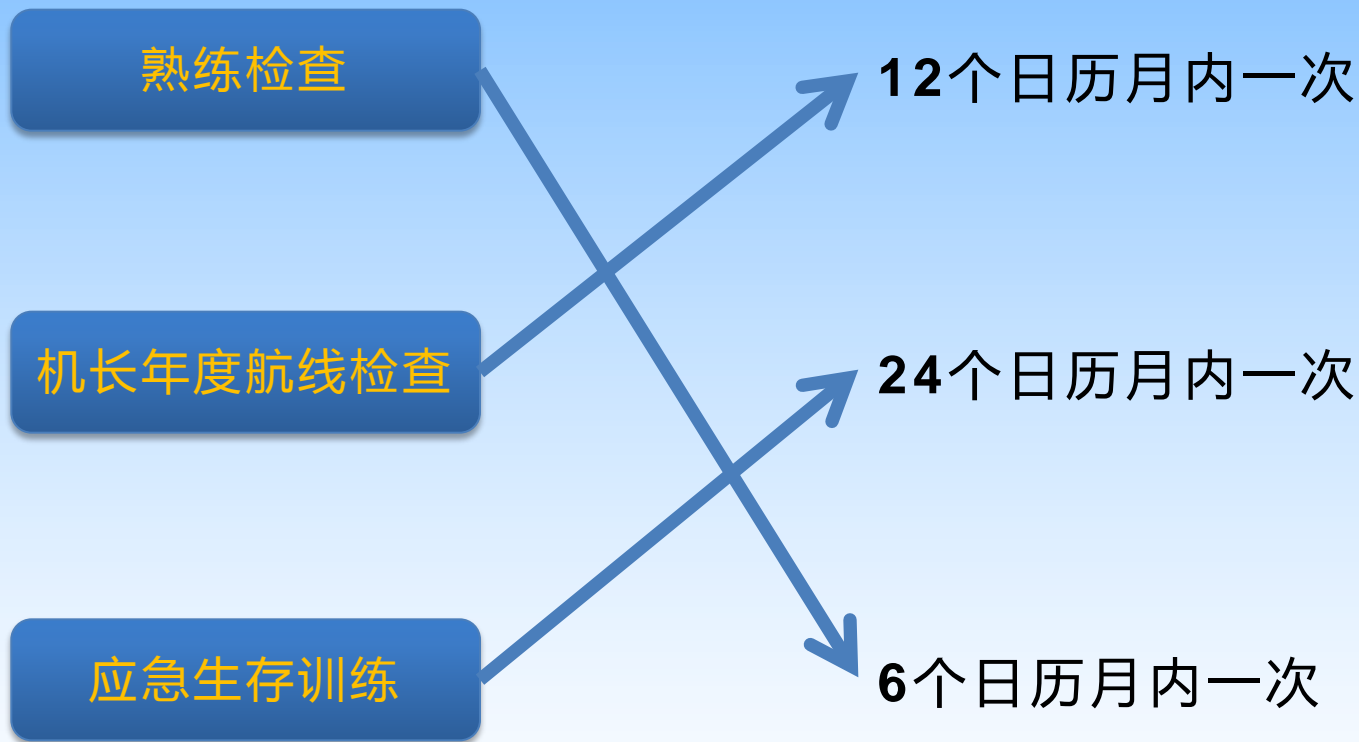 熟练检查
12个日历月内一次
机长年度航线检查
24个日历月内一次
应急生存训练
6个日历月内一次